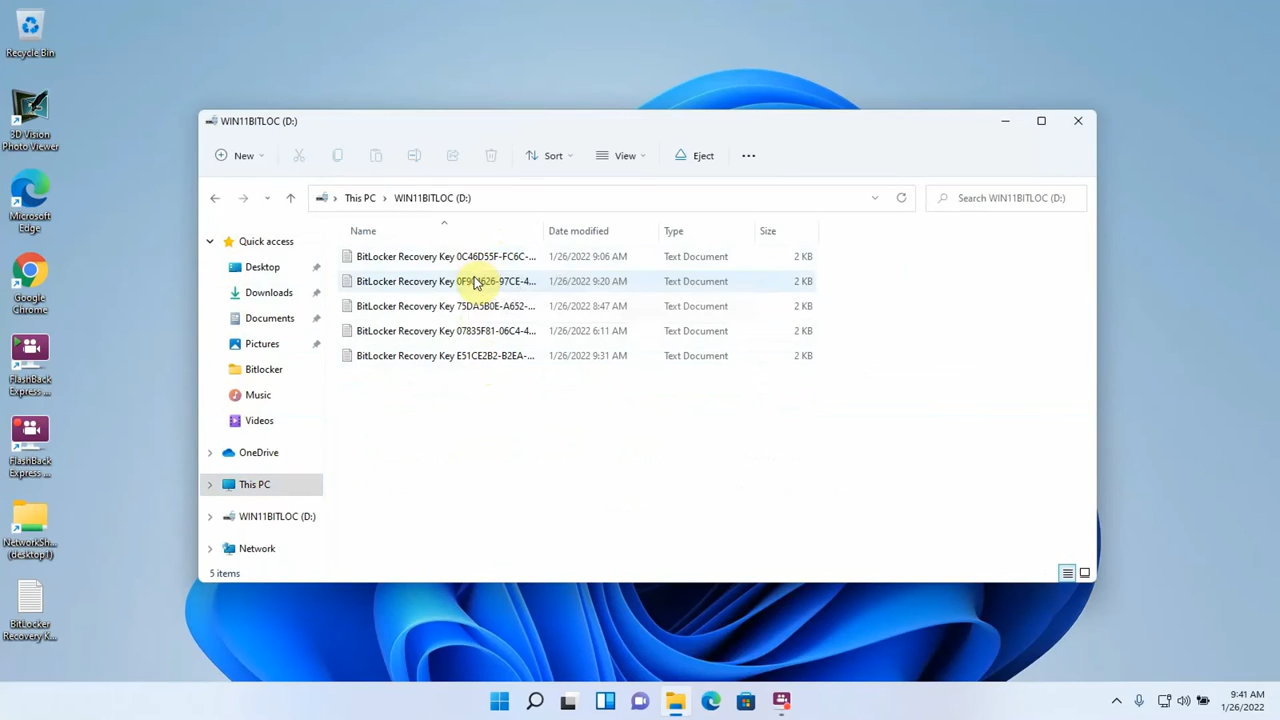 Recycle Bin
3D Vision
Photo Viewer
Microsoft
Edge
Google
Chrome
FlashBack
Express ...
FlashBack
Express ...
NetworkSh...
(desktop1)
BitLocker
Recovery K...
WIN11BITLOC (D:)
New
Sort
View
Eject
This PC
WIN11BITLOC (D:)
Search WIN11BITLOC (D:)
Quick access
Desktop
Downloads
Documents
Pictures
Bitlocker
Music
Videos
OneDrive
This PC
WIN11BITLOC (D:)
Network
Name Date modified Type Size
BitLocker Recovery Key 0C46D55F-FC6C-... 1/26/2022 9:06 AM Text Document 2 KB
BitLocker Recovery Key 1/26/2022 9:20 AM Text Document 2 KB
BitLocker Recovery Key 75DA5B0E-A652-... 1/26/2022 8:47 AM Text Document 2 KB
BitLocker Recovery Key 07835F81-06C4-4... 1/26/2022 6:11 AM Text Document 2 KB
BitLocker Recovery Key E51CE2B2-B2EA-... 1/26/2022 9:31 AM Text Document 2 KB
5 items
9:41 AM
1/26/2022